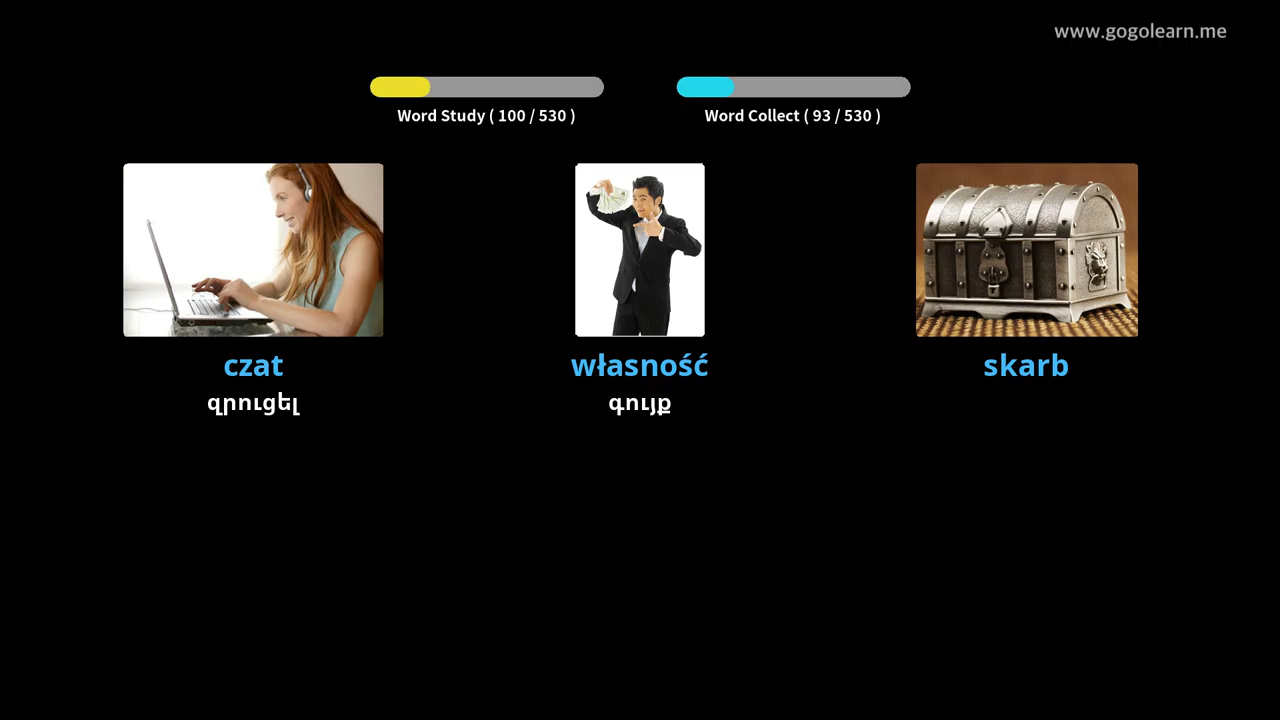 www.gogolearn.me
Word Study ( 100 / 530 )
Word Collect ( 93 / 530 )
czat
własność
skarb
զրուցել
գույք